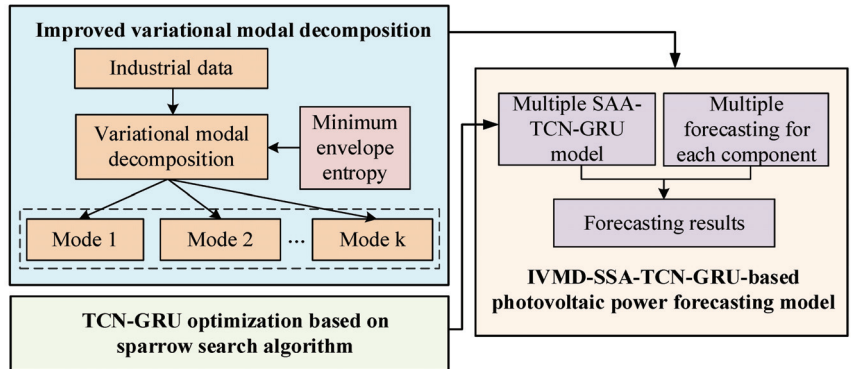 Improved variational modal decomposition
Industrial data
Variational modal
decomposition
Minimum
envelope
entropy
Mode 1
Mode 2
...
Mode k
TCN-GRU optimization based on
sparrow search algorithm
Multiple SAA-
TCN-GRU
model
Multiple
forecasting for
each component
Forecasting results
IVMD-SSA-TCN-GRU-based
photovoltaic power forecasting model